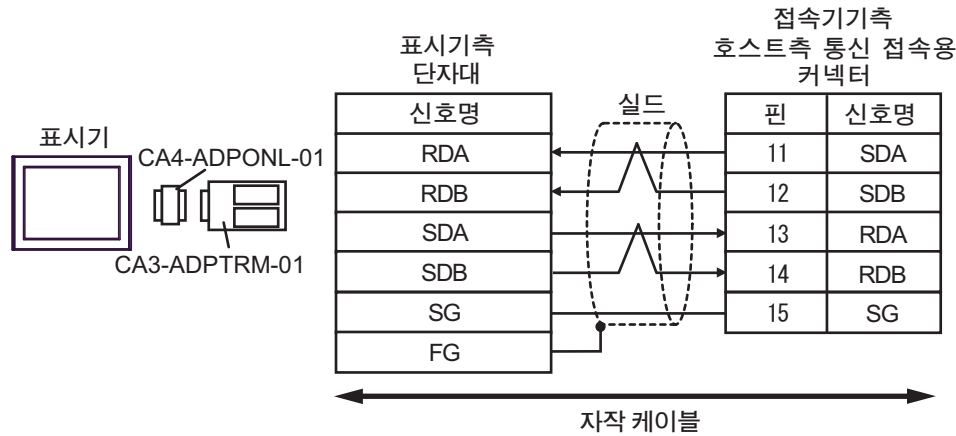 접속기기측
호스트측 통신 접속용
커넥터
표시기측
단자대
실드
표시기
CA4-ADPONL-01
CA3-ADPTRM-01
신호명
RDA
RDB
SDA
SDB
SG
FG
핀 신호명
11 SDA
12 SDB
13 RDA
14 RDB
15 SG
자작 케이블